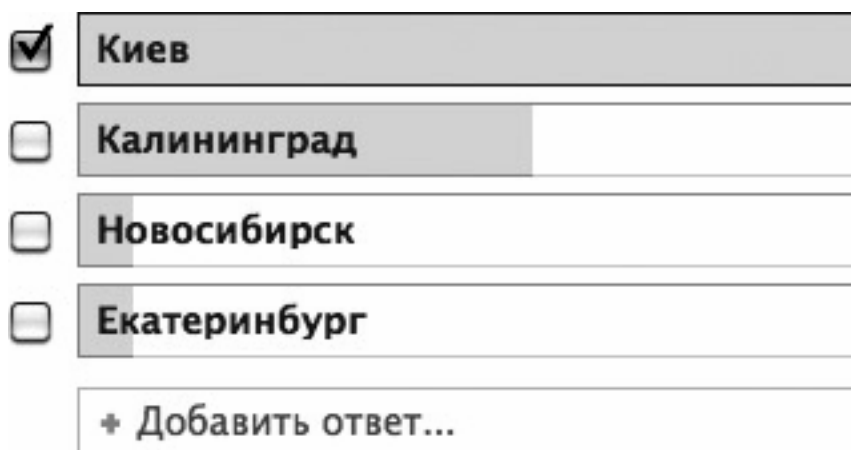 Киев
Калининград
Новосибирск
Екатеринбург
+ Добавить ответ...